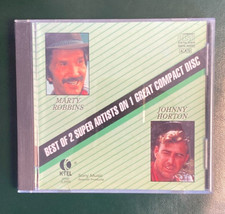 MARTY
ROBBINS
BEST OF 2 SUPER ARTISTS ON 1 GREAT COMPACT DISC
JOHNNY
HORTON
K-TEL